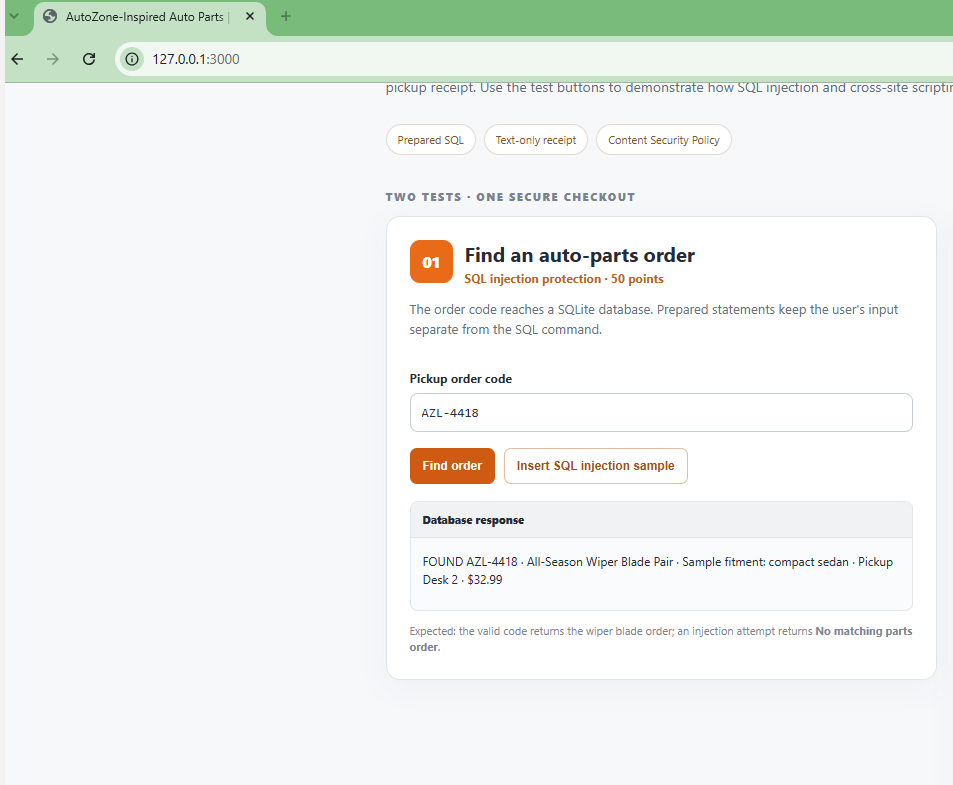 AutoZone-Inspired Auto Parts |
127.0.0.1:3000
pickup receipt. Use the test buttons to demonstrate how SQL injection and cross-site
Prepared SQL
Text-only receipt
Content Security Policy
TWO TESTS · ONE SECURE CHECKOUT
01
Find an auto-parts order
SQL injection protection · 50 points
The order code reaches a SQLite database. Prepared statements keep the user's input
separate from the SQL command.
Pickup order code
AZL-4418
Find order
Insert SQL injection sample
Database response
FOUND AZL-4418 · All-Season Wiper Blade Pair · Sample fitment: compact sedan · Pickup
Desk 2 · $32.99
Expected: the valid code returns the wiper blade order; an injection attempt returns No matching parts
order.